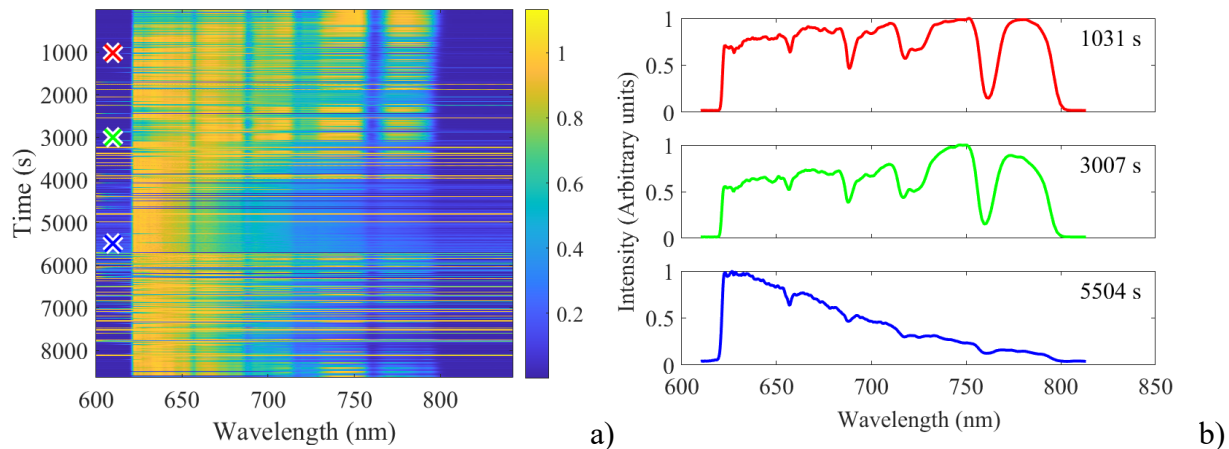 1000
2000
3000
4000
5000
6000
7000
8000
Time (s)
600 650 700 750 800
Wavelength (nm)
1
0.8
0.6
0.4
0.2
a)
Intensity (Arbitrary units)
1
0.5
0
1031 s
1
0.5
0
3007 s
1
0.5
0
5504 s
600 650 700 750 800 850
Wavelength (nm)
b)